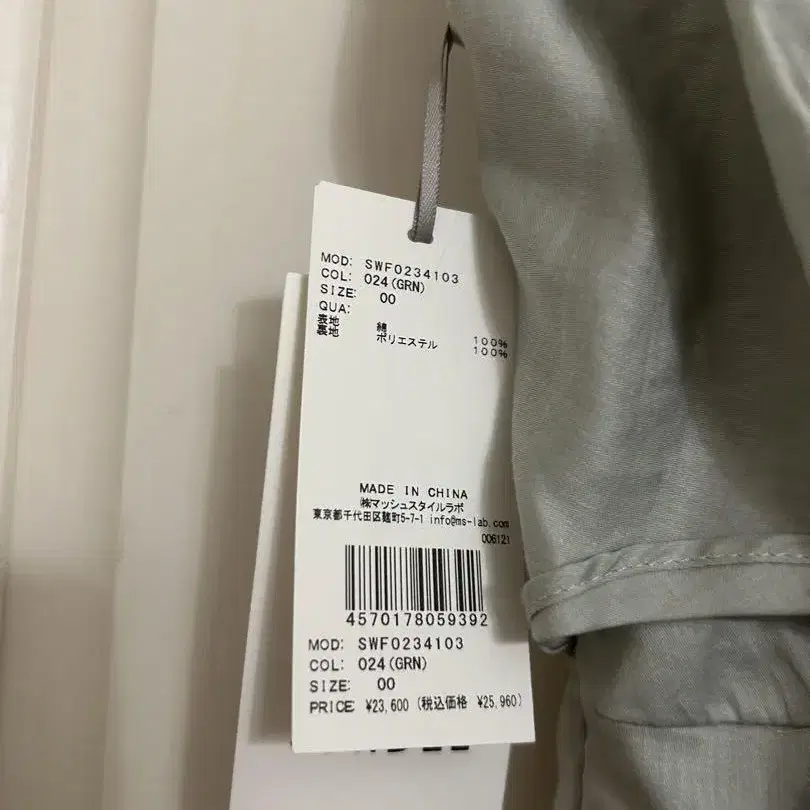 MOD: SWF0234103
COL: 024(GRN)
SIZE: 00
QUA:
表地 綿 100%
裏地 ポリエステル 100%
MADE IN CHINA
㈱マッシュスタイルラボ
東京都千代田区麹町5-7-1 info@ms-lab.com
006121
4570178059392
MOD: SWF0234103
COL: 024(GRN)
SIZE: 00
PRICE: ¥23,600 (税込価格 ¥25,960)